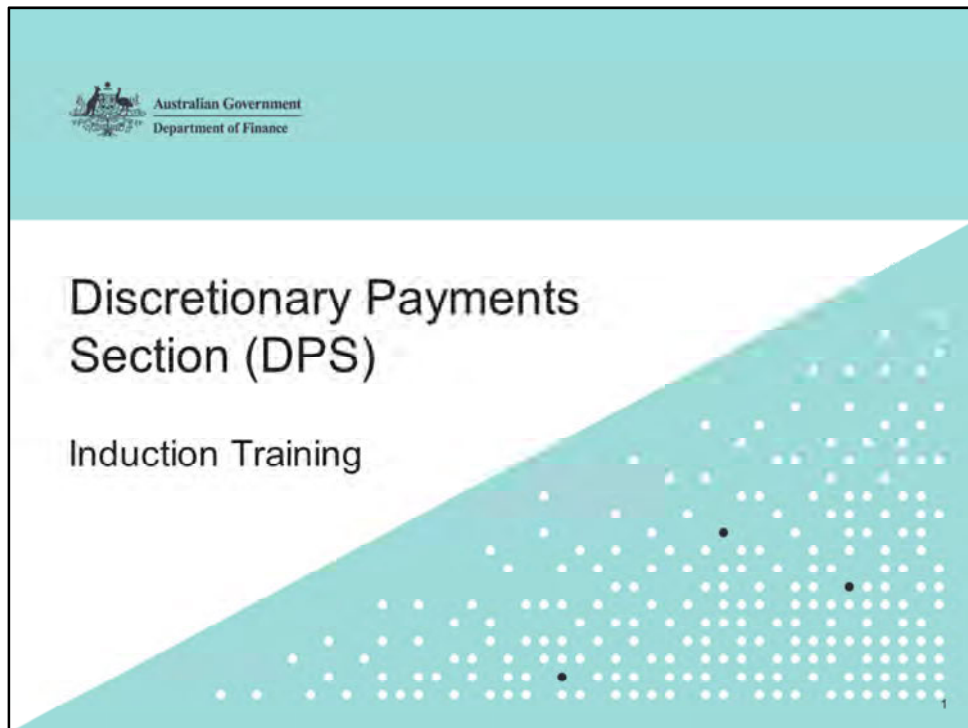 Australian Government
Department of Finance
Discretionary Payments
Section (DPS)
Induction Training
1